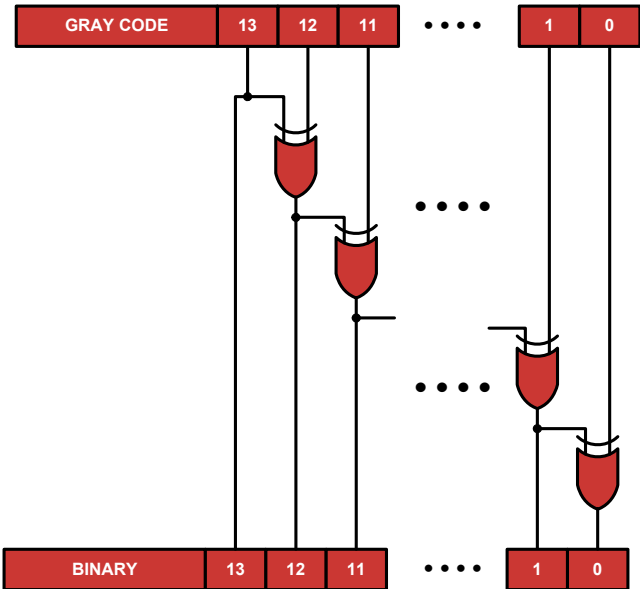 GRAY CODE 13 12 11 •••• 1 0
BINARY 13 12 11 •••• 1 0